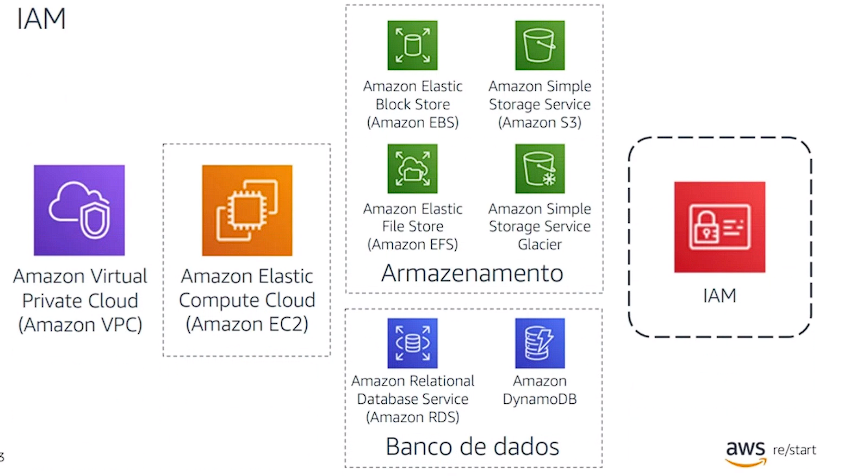 IAM
Amazon Virtual
Private Cloud
(Amazon VPC)
Amazon Elastic
Compute Cloud
(Amazon EC2)
Amazon Elastic
Block Store
(Amazon EBS)
Amazon Simple
Storage Service
(Amazon S3)
Amazon Elastic
File Store
(Amazon EFS)
Amazon Simple
Storage Service
Glacier
Armazenamento
Amazon Relational
Database Service
(Amazon RDS)
Amazon
DynamoDB
Banco de dados
IAM
3
aws re/start